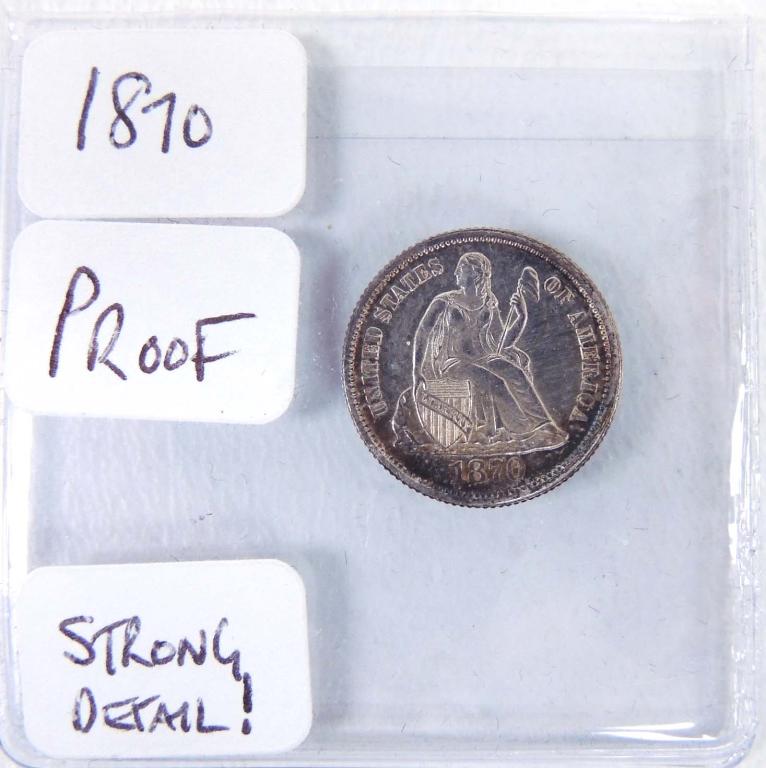 1870
PROOF
STRONG
DETAIL!
UNITED STATES OF AMERICA
LIBERTY
1870